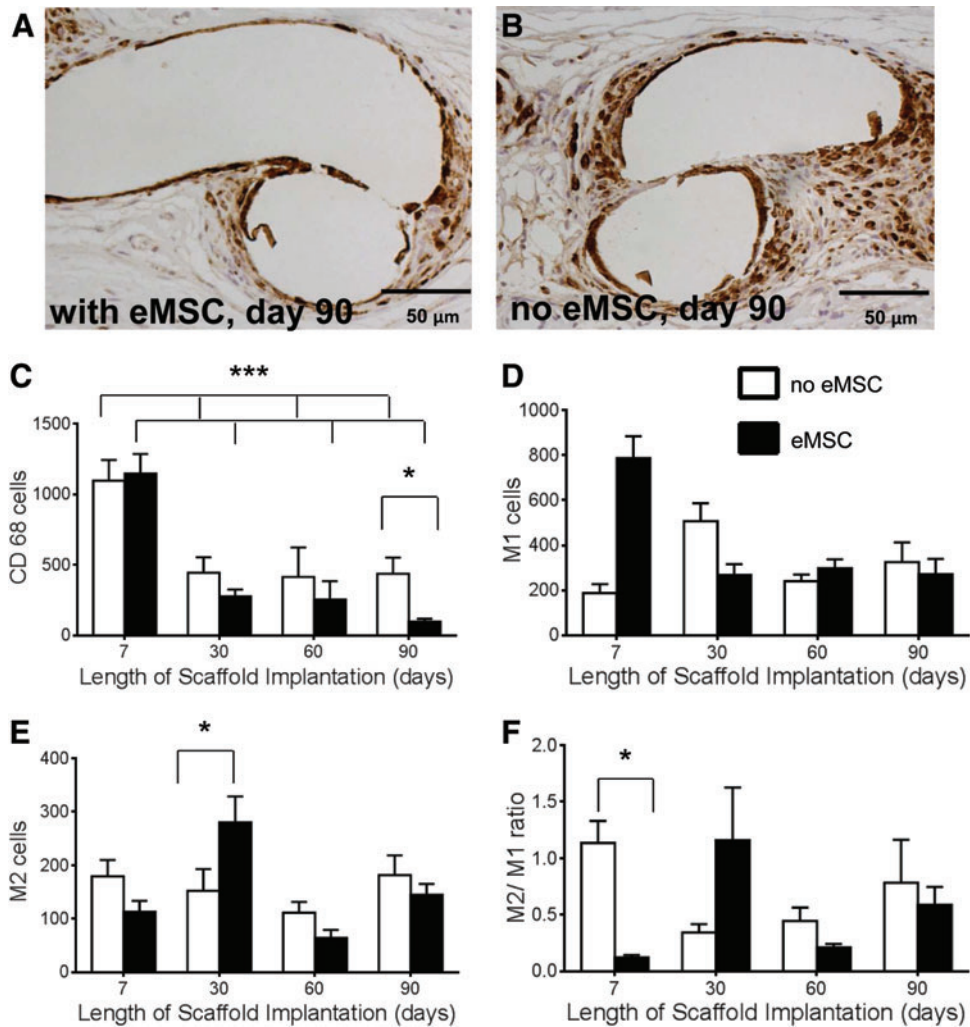 A
with eMSC, day 90
50 µm
B
no eMSC, day 90
50 µm
C
***
*
1500
1000
500
0
CD 68 cells
7 30 60 90
Length of Scaffold Implantation (days)
D
no eMSC
eMSC
1000
800
600
400
200
0
M1 cells
7 30 60 90
Length of Scaffold Implantation (days)
E
*
400
300
200
100
0
M2 cells
7 30 60 90
Length of Scaffold Implantation (days)
F
*
2.0
1.5
1.0
0.5
0.0
M2/ M1 ratio
7 30 60 90
Length of Scaffold Implantation (days)